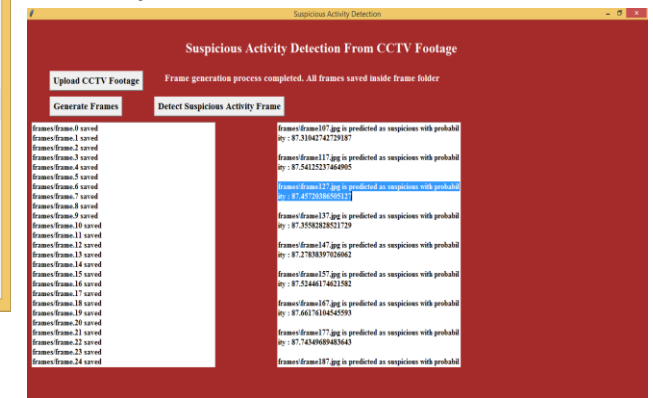 Suspicious Activity Detection
Suspicious Activity Detection From CCTV Footage
Upload CCTV Footage
Frame generation process completed. All frames saved inside frame folder
Generate Frames
Detect Suspicious Activity Frame
frames/frame.0 saved
frames/frame.1 saved
frames/frame.2 saved
frames/frame.3 saved
frames/frame.4 saved
frames/frame.5 saved
frames/frame.6 saved
frames/frame.7 saved
frames/frame.8 saved
frames/frame.9 saved
frames/frame.10 saved
frames/frame.11 saved
frames/frame.12 saved
frames/frame.13 saved
frames/frame.14 saved
frames/frame.15 saved
frames/frame.16 saved
frames/frame.17 saved
frames/frame.18 saved
frames/frame.19 saved
frames/frame.20 saved
frames/frame.21 saved
frames/frame.22 saved
frames/frame.23 saved
frames/frame.24 saved
frames\frame107.jpg is predicted as suspicious with probabil
ity : 87.31042742729187
frames\frame117.jpg is predicted as suspicious with probabil
ity : 87.54125237464905
frames\frame127.jpg is predicted as suspicious with probabil
ity : 87.45720386505127
frames\frame137.jpg is predicted as suspicious with probabil
ity : 87.35582828521729
frames\frame147.jpg is predicted as suspicious with probabil
ity : 87.27838397026062
frames\frame157.jpg is predicted as suspicious with probabil
ity : 87.52446174621582
frames\frame167.jpg is predicted as suspicious with probabil
ity : 87.66176104545593
frames\frame177.jpg is predicted as suspicious with probabil
ity : 87.74349689483643
frames\frame187.jpg is predicted as suspicious with probabil